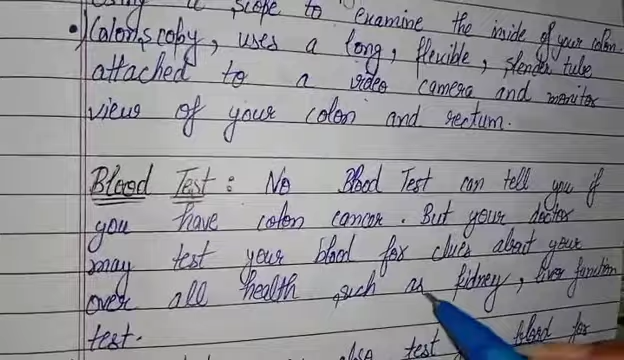 a scope to examine the inside of your colon.
• Colonscopy, uses a long, flexible, slender tube
attached to a video camera and monitor
view of your colon and rectum.
Blood Test : No Blood Test can tell you if
you have colon cancer. But your doctor
may test your blood for clues about your
over all health such as kidney, liver function
test.
also test blood for